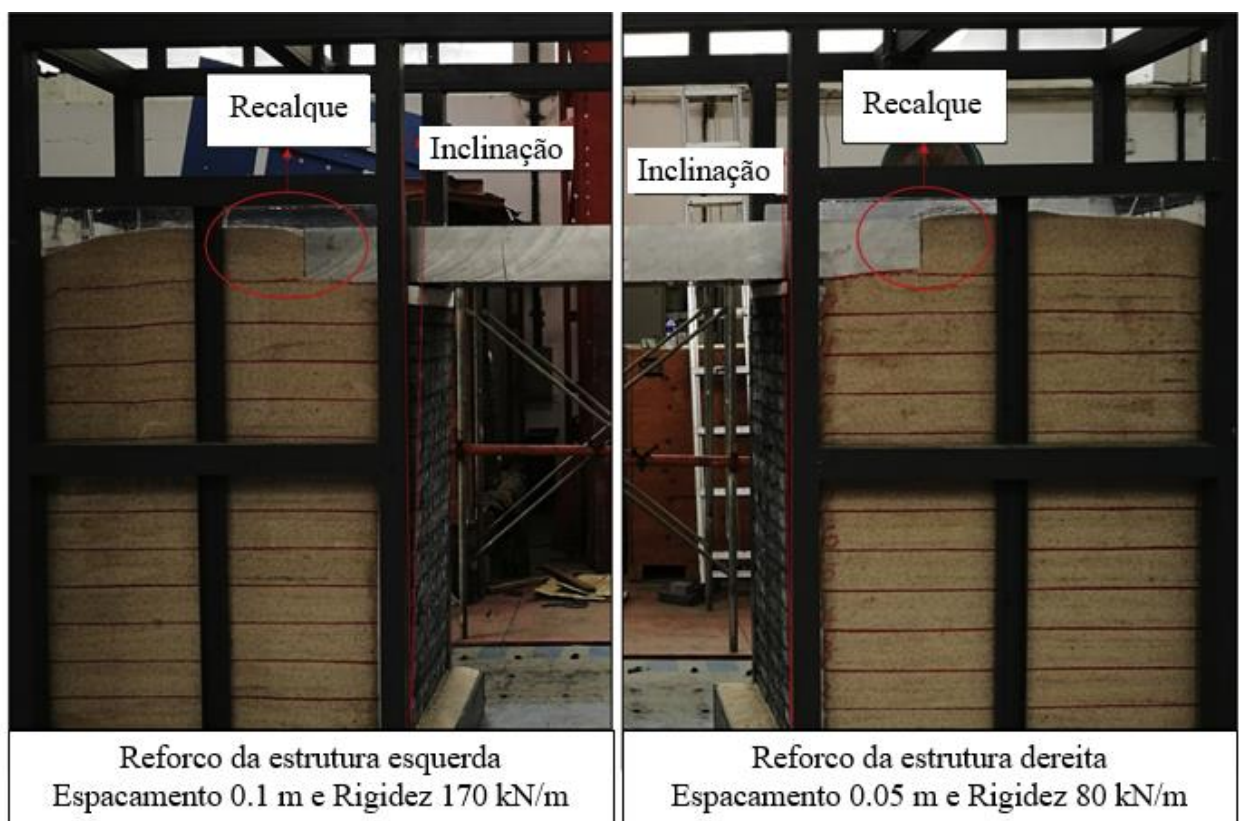 Recalque
Inclinação
Reforco da estrutura esquerda
Espacamento 0.1 m e Rigidez 170 kN/m
Recalque
Inclinação
Reforco da estrutura dereita
Espacamento 0.05 m e Rigidez 80 kN/m